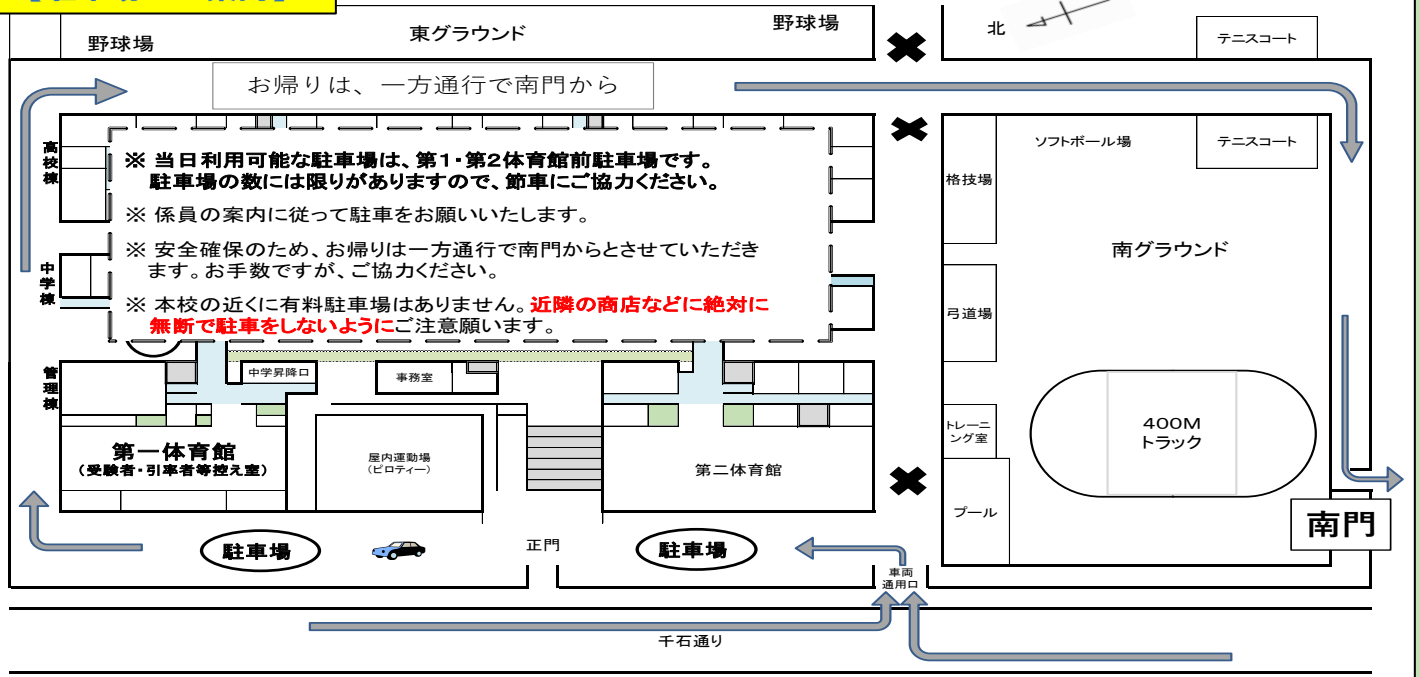 野球場
東グラウンド
野球場
北
テニスコート
お帰りは、一方通行で南門から
高校棟
※ 当日利用可能な駐車場は、第1・第2体育館前駐車場です。
駐車場の数には限りがありますので、節車にご協力ください。
※ 係員の案内に従って駐車をお願いいたします。
※ 安全確保のため、お帰りは一方通行で南門からとさせていただき
ます。お手数ですが、ご協力ください。
※ 本校の近くに有料駐車場はありません。近隣の商店などに絶対に
無断で駐車をしないようにご注意願います。
中学棟
格技場
ソフトボール場
テニスコート
南グラウンド
弓道場
管理棟
中学昇降口
事務室
第一体育館
(受験者・引率者等控え室)
屋内運動場
(ピロティー)
第二体育館
トレーニ
ング室
400M
トラック
プール
南門
駐車場
正門
駐車場
車両
通用口
千石通り